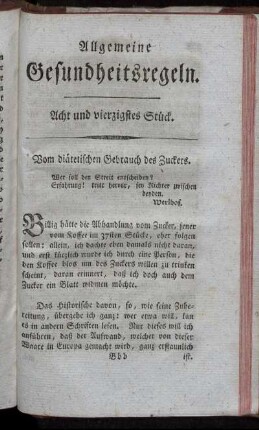 Allgemeine
Gesundheitsregeln.
Acht und vierzigstes Stück.
Vom diätetischen Gebrauch des Zuckers.
Wer soll den Streit entscheiden?
Erfahrung! tritt hervor, sey Richter zwischen
beyden.
Werlhof.
Billig hätte die Abhandlung vom Zucker, jener
vom Koffee im 37sten Stücke, eher folgen
sollen: allein, ich dachte eben damals nicht daran,
und erst kürzlich wurde ich durch eine Person, die
den Koffee blos um des Zuckers willen zu trinken
scheint, daran erinnert, daß ich doch auch dem
Zucker ein Blatt widmen möchte.
Das Historische davon, so, wie seine Zube-
reitung, übergehe ich ganz: wer etwa will, kan
es in andern Schriften lesen. Nur dieses will ich
anführen, daß der Aufwand, welcher von dieser
Waare in Europa gemacht wird, ganz erstaunlich
Bbb ist.